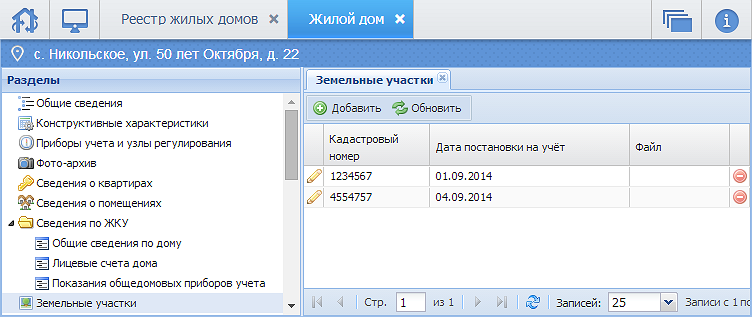 Реестр жилых домов
Жилой дом
с. Никольское, ул. 50 лет Октября, д. 22
Разделы
Общие сведения
Конструктивные характеристики
Приборы учета и узлы регулирования
Фото-архив
Сведения о квартирах
Сведения о помещениях
Сведения по ЖКУ
Общие сведения по дому
Лицевые счета дома
Показания общедомовых приборов учета
Земельные участки
Земельные участки
Добавить Обновить
Кадастровый
номер
Дата постановки на учёт
Файл
1234567 01.09.2014
4554757 04.09.2014
Стр. 1 из 1 Записей: 25 Записи с 1 по